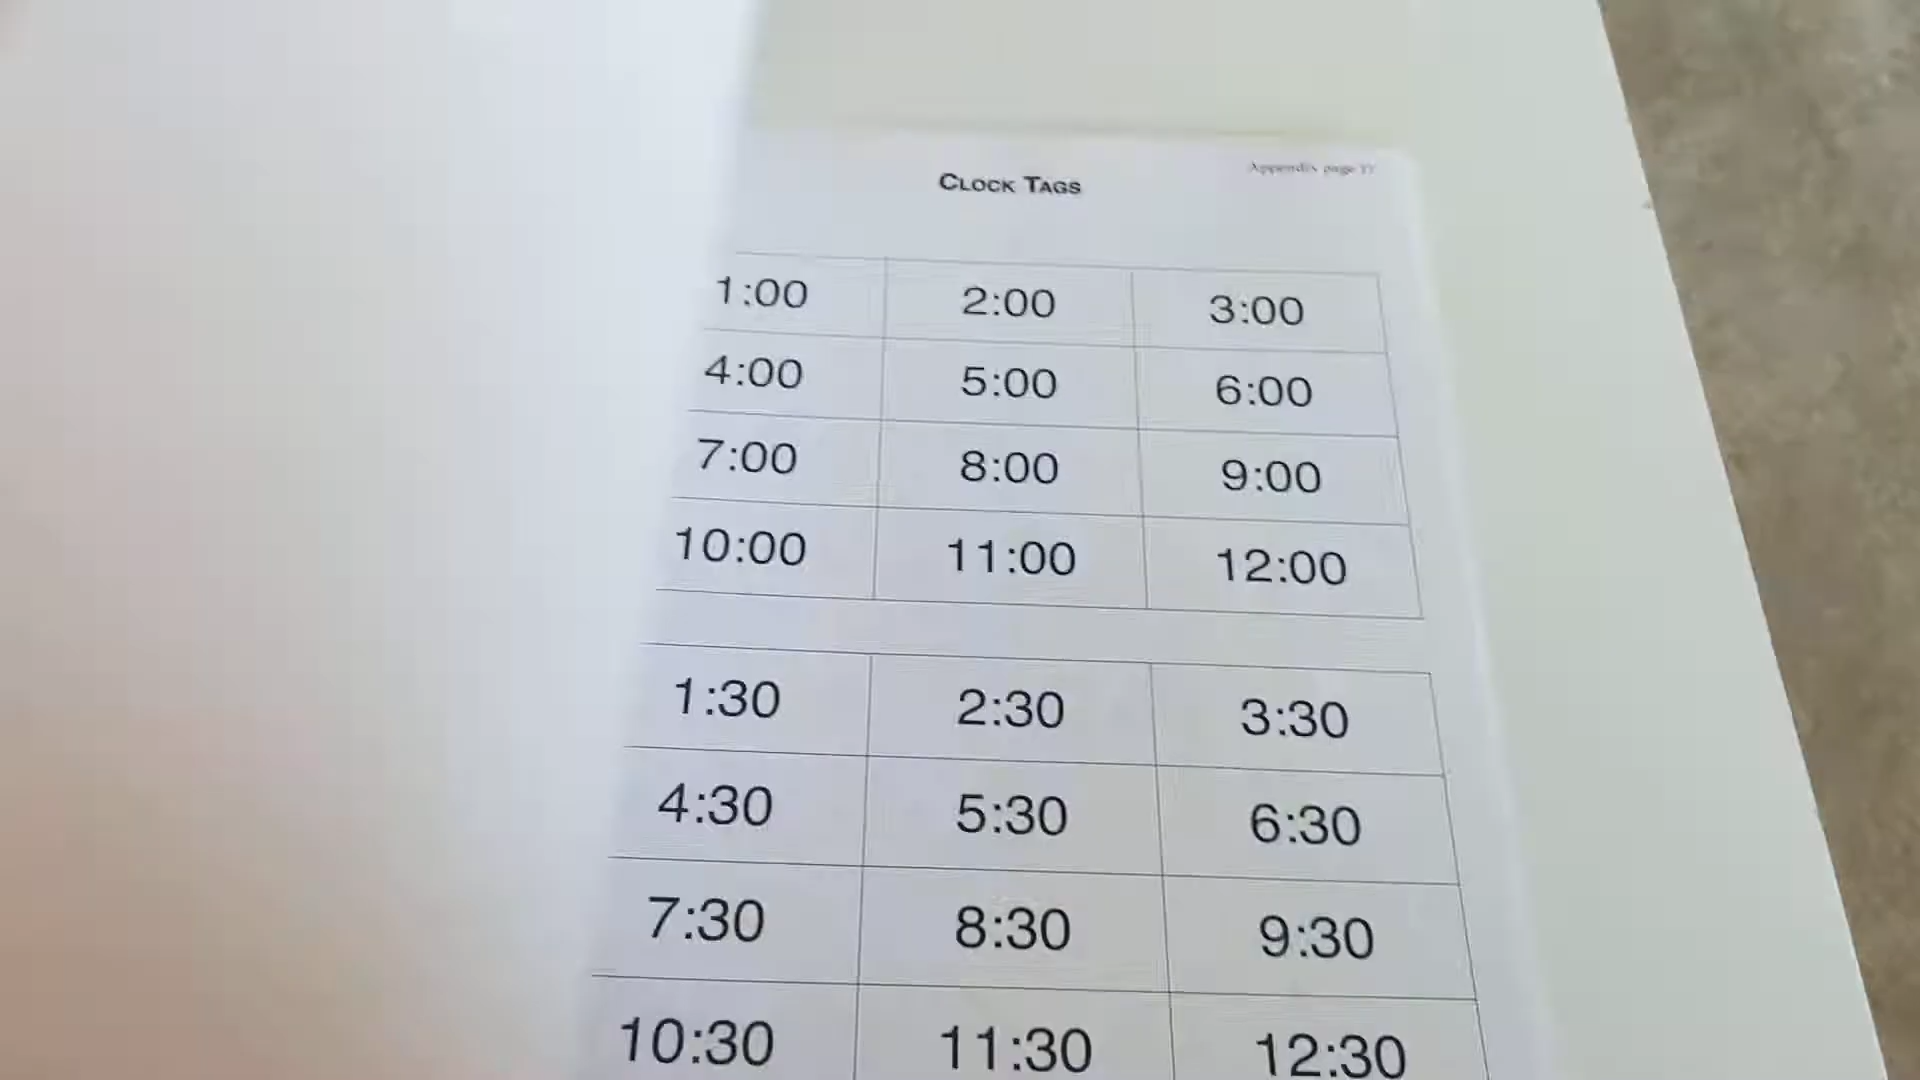 Appendix page
CLOCK TAGS
1:00 2:00 3:00
4:00 5:00 6:00
7:00 8:00 9:00
10:00 11:00 12:00
1:30 2:30 3:30
4:30 5:30 6:30
7:30 8:30 9:30
10:30 11:30 12:30